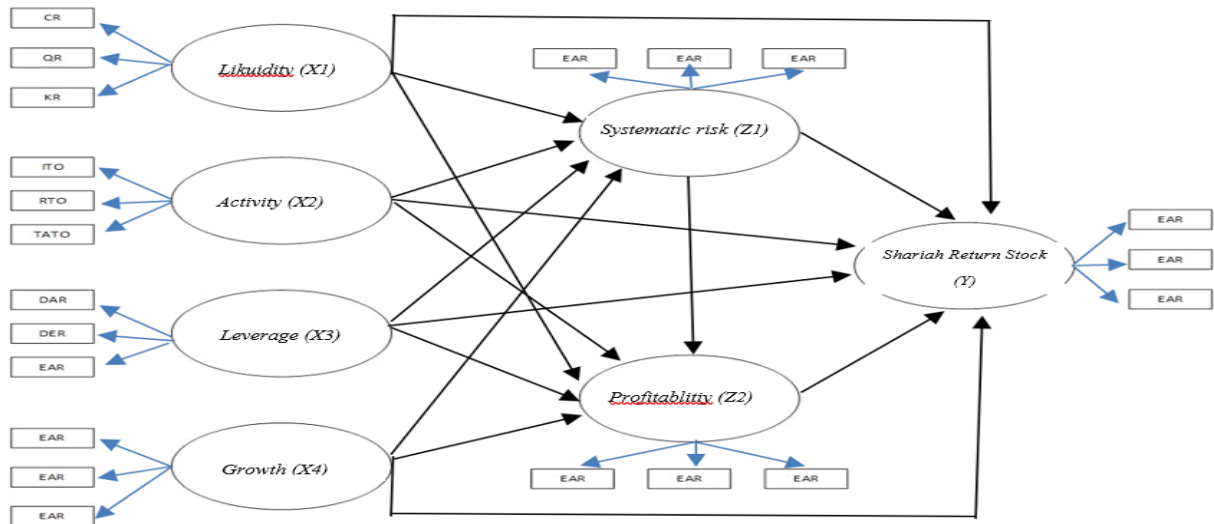 CR
QR
KR
Likuidity (X1)
ITO
RTO
TATO
Activity (X2)
DAR
DER
EAR
Leverage (X3)
EAR
EAR
EAR
Growth (X4)
EAR
EAR
EAR
Systematic risk (Z1)
Profitablitiy (Z2)
EAR
EAR
EAR
Shariah Return Stock
(Y)
EAR
EAR
EAR